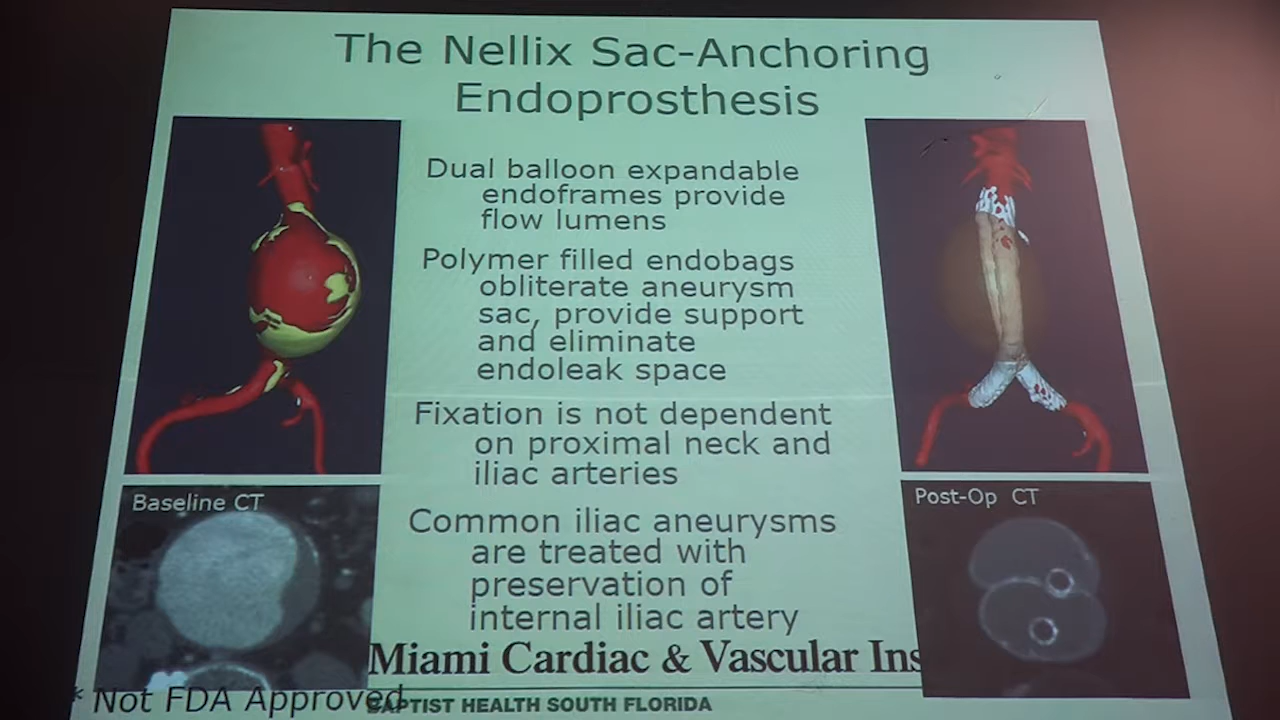 The Nellix Sac-Anchoring
Endoprosthesis
Dual balloon expandable
endoframes provide
flow lumens
Polymer filled endobags
obliterate aneurysm
sac, provide support
and eliminate
endoleak space
Fixation is not dependent
on proximal neck and
iliac arteries
Common iliac aneurysms
are treated with
preservation of
internal iliac artery
Baseline CT
Post-Op CT
Miami Cardiac & Vascular Ins
* Not FDA Approved
BAPTIST HEALTH SOUTH FLORIDA